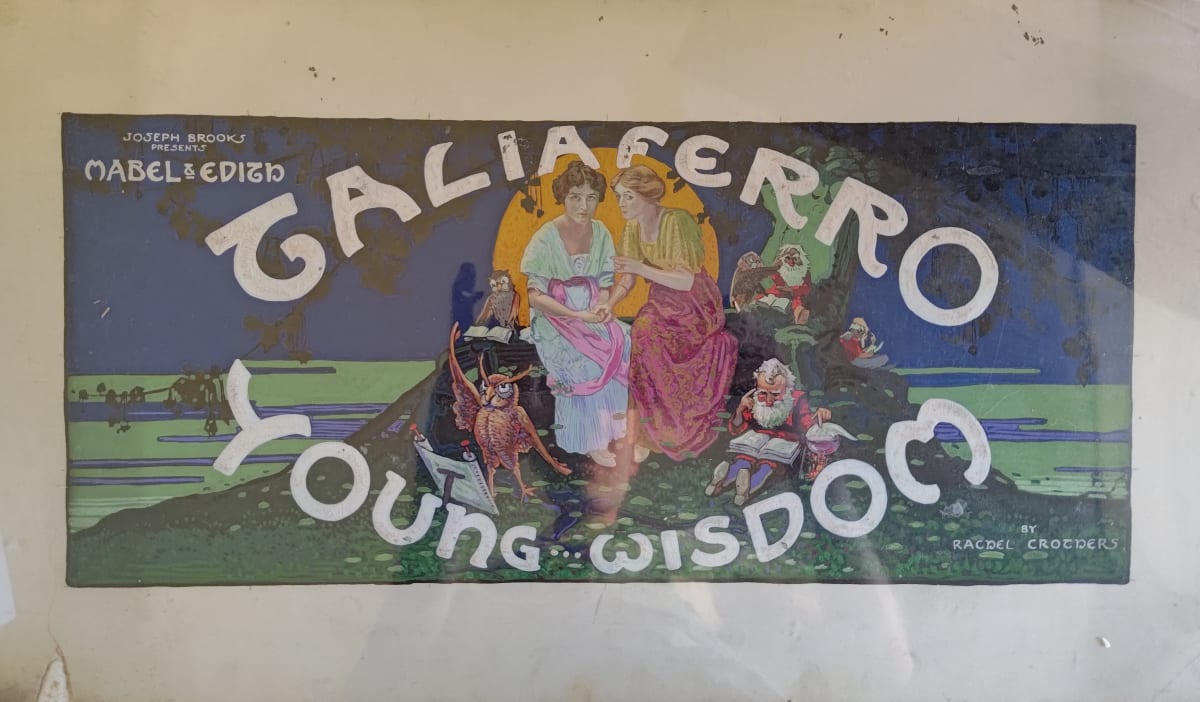 JOSEPH BROOKS
PRESENTS
MABEL & EDITH
TALIAFERRO
YOUNG... WISDOM
BY
RACHEL CROTHERS